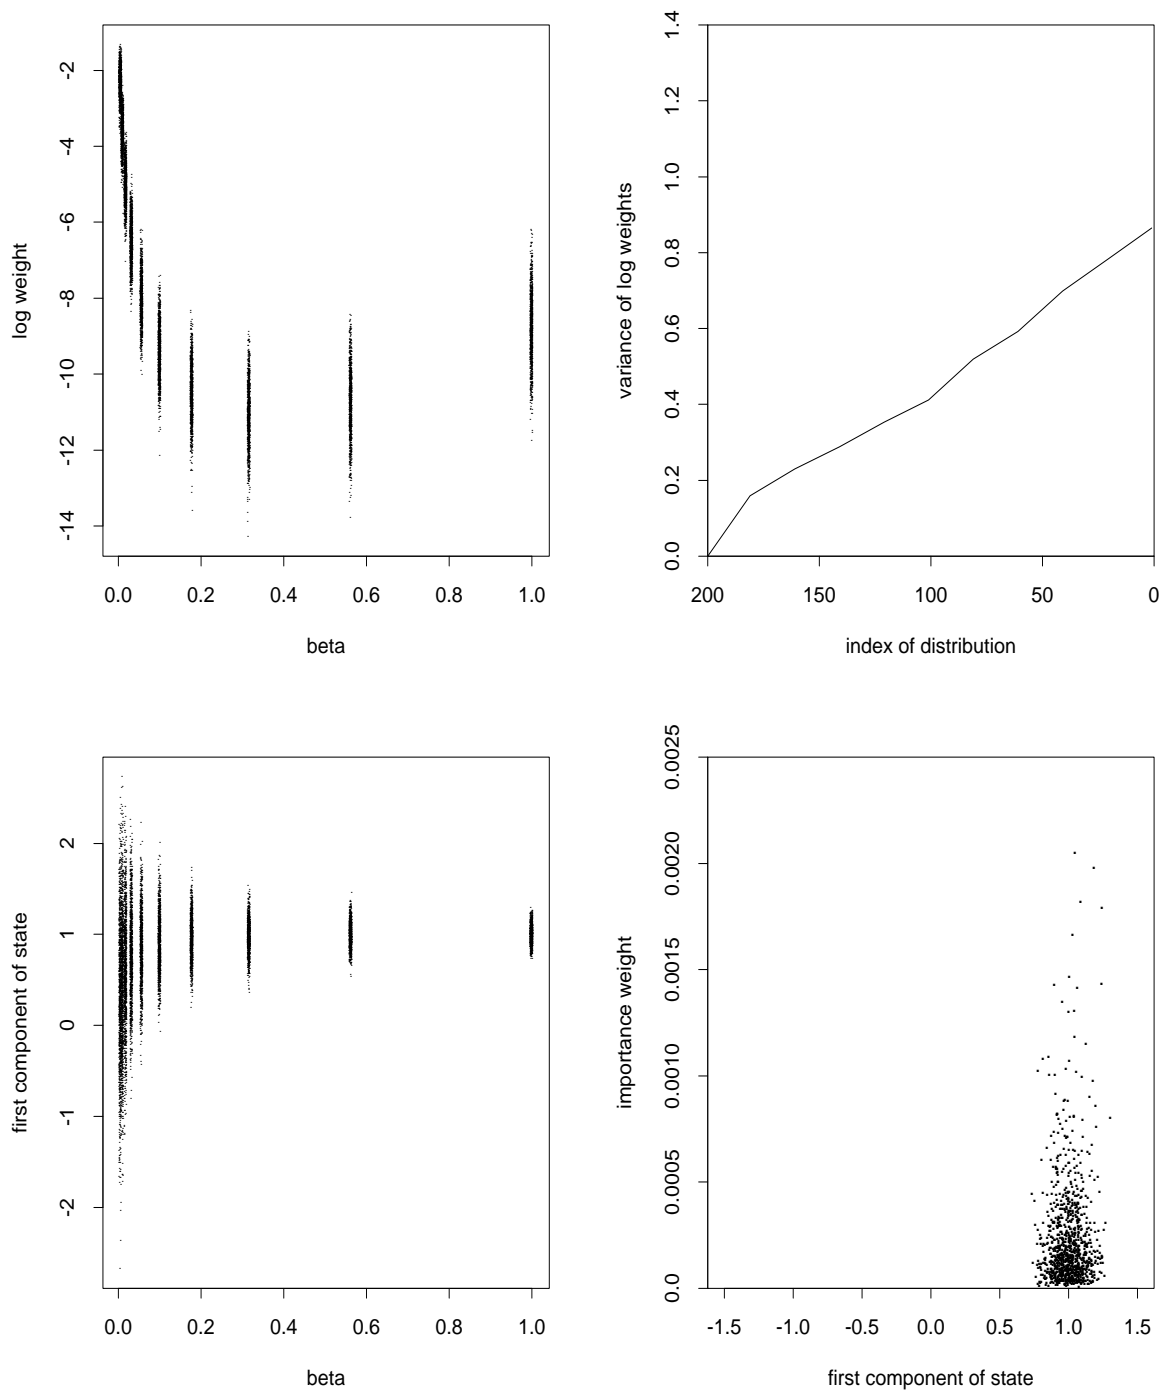 log weight
-2
-4
-6
-8
-10
-12
-14
0.0 0.2 0.4 0.6 0.8 1.0
beta
variance of log weights
1.4
1.2
1.0
0.8
0.6
0.4
0.2
0.0
200 150 100 50 0
index of distribution
first component of state
2
1
0
-1
-2
0.0 0.2 0.4 0.6 0.8 1.0
beta
importance weight
0.0025
0.0020
0.0015
0.0010
0.0005
0.0
-1.5 -1.0 -0.5 0.0 0.5 1.0 1.5
first component of state